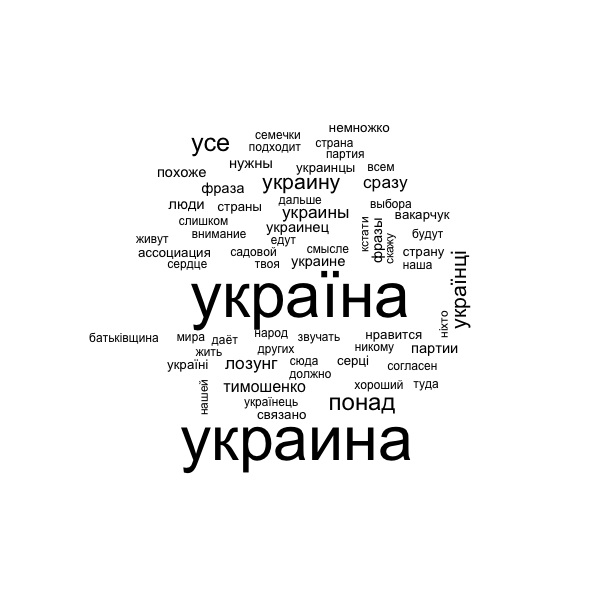 немножко
усе семечки страна
подходит партия
похоже нужны украинцы всем
фраза украину сразу
люди страны дальше украины выбора вакарчук
слишком украинец кстати фразы скажу будут
живут внимание едут
ассоциация садовой смысле страну
сердце твоя украине наша
україна українці
ніхто
батьківщина мира даёт народ звучать нравится
жить других никому партии
україні лозунг сюда серці согласен
должно
нашей тимошенко хороший туда
українець понад
связано
украина